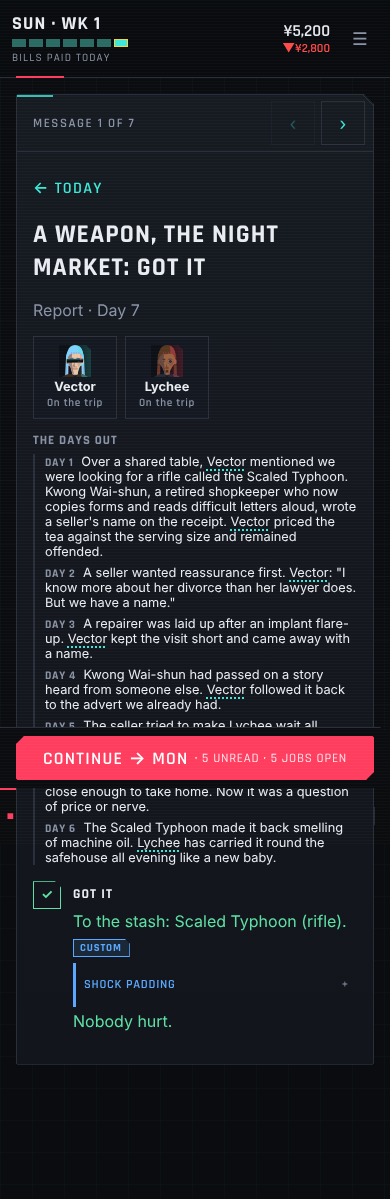 SUN · WK 1
BILLS PAID TODAY
¥5,200
▼¥2,800
MESSAGE 1 OF 7
← TODAY
A WEAPON, THE NIGHT
MARKET: GOT IT
Report · Day 7
Vector
On the trip
Lychee
On the trip
THE DAYS OUT
DAY 1 Over a shared table, Vector mentioned we
were looking for a rifle called the Scaled Typhoon.
Kwong Wai-shun, a retired shopkeeper who now
copies forms and reads difficult letters aloud, wrote
a seller's name on the receipt. Vector priced the
tea against the serving size and remained
offended.
DAY 2 A seller wanted reassurance first. Vector: "I
know more about her divorce than her lawyer does.
But we have a name."
DAY 3 A repairer was laid up after an implant flare-
up. Vector kept the visit short and came away with
a name.
DAY 4 Kwong Wai-shun had passed on a story
heard from someone else. Vector followed it back
to the advert we already had.
DAY 5 The seller tried to make Lychee wait all
CONTINUE → MON · 5 UNREAD · 5 JOBS OPEN
close enough to take home. Now it was a question
of price or nerve.
DAY 6 The Scaled Typhoon made it back smelling
of machine oil. Lychee has carried it round the
safehouse all evening like a new baby.
GOT IT
To the stash: Scaled Typhoon (rifle).
CUSTOM
SHOCK PADDING +
Nobody hurt.